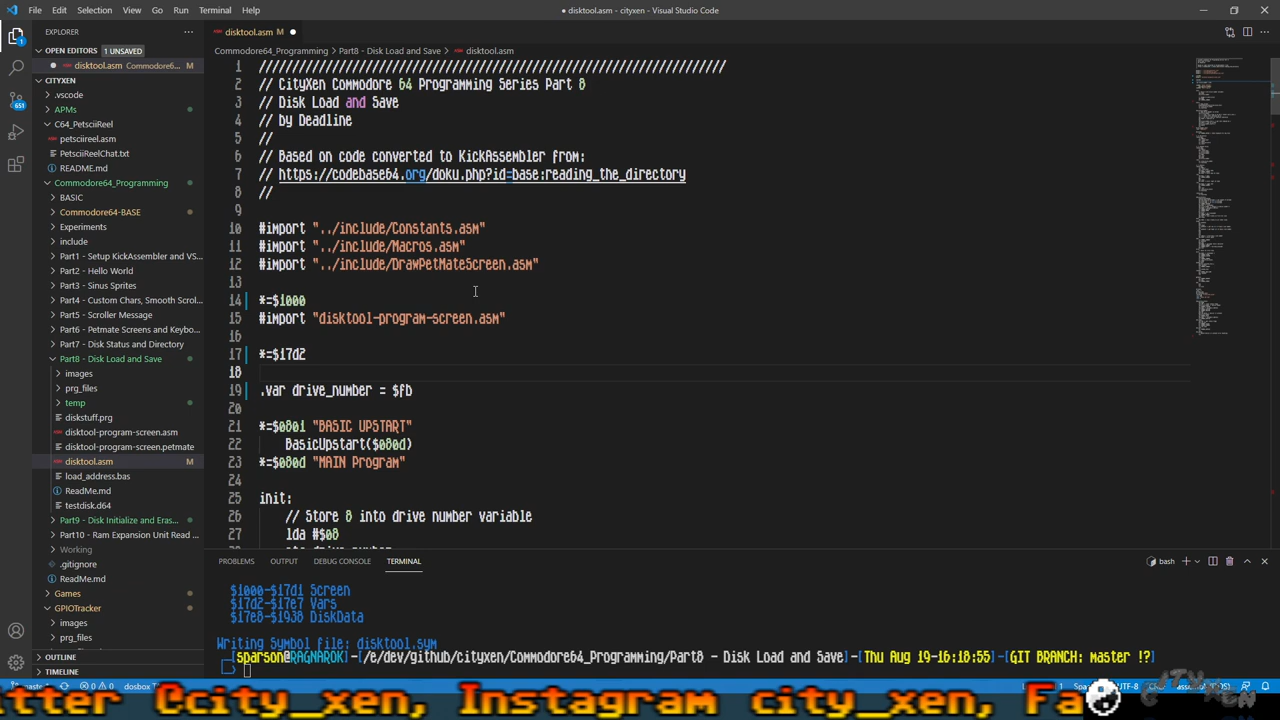 File Edit Selection View Go Run Terminal Help
disktool.asm - cityxen - Visual Studio Code
EXPLORER
OPEN EDITORS 1 UNSAVED
disktool.asm Commodore6...
M
CITYXEN
.vscode
APMs
C64_PetsciiReel
petsciireel.asm
PetsciiReelChat.txt
README.md
Commodore64_Programming
BASIC
Commodore64-BASE
Experiments
include
Part1 - Setup KickAssembler and VS...
Part2 - Hello World
Part3 - Sinus Sprites
Part4 - Custom Chars, Smooth Scrol...
Part5 - Scroller Message
Part6 - Petmate Screens and Keybo...
Part7 - Disk Status and Directory
Part8 - Disk Load and Save
images
prg_files
temp
diskstuff.prg
disktool-program-screen.asm
disktool-program-screen.petmate
disktool.asm M
load_address.bas
ReadMe.md
testdisk.d64
Part9 - Disk Initialize and Eras...
Part10 - Ram Expansion Unit Read ...
Working
.gitignore
ReadMe.md
Games
GPIOTracker
images
prg_files
OUTLINE
TIMELINE
651
1
disktool.asm M
Commodore64_Programming > Part8 - Disk Load and Save > disktool.asm
1 ////////////////////////////////////////////////////////////////////////
2 // CityXen Commodore 64 Programming Series Part 8
3 // Disk Load and Save
4 // by Deadline
5 //
6 // Based on code converted to KickAssembler from:
7 // https://codebase64.org/doku.php?id=base:reading_the_directory
8 //
9
10 #import "../include/Constants.asm"
11 #import "../include/Macros.asm"
12 #import "../include/DrawPetMateScreen.asm"
13
14 *=$1000
15 #import "disktool-program-screen.asm"
16
17 *=$17d2
18
19 .var drive_number = $fb
20
21 *=$0801 "BASIC UPSTART"
22 BasicUpstart($080d)
23 *=$080d "MAIN Program"
24
25 init:
26 // Store 8 into drive number variable
27 lda #$08
PROBLEMS OUTPUT DEBUG CONSOLE TERMINAL
bash
$1000-$17d1 Screen
$17d2-$17e7 Vars
$17e8-$1938 DiskData
Writing Symbol file: disktool.sym
[sparson@RAGNAROK]-[/e/dev/github/cityxen/Commodore64_Programming/Part8 - Disk Load and Save]-[Thu Aug 19-16:18:55]-[GIT BRANCH: master !?]
itter @city_xen, Instagram city_xen, Fa
CITYXEN